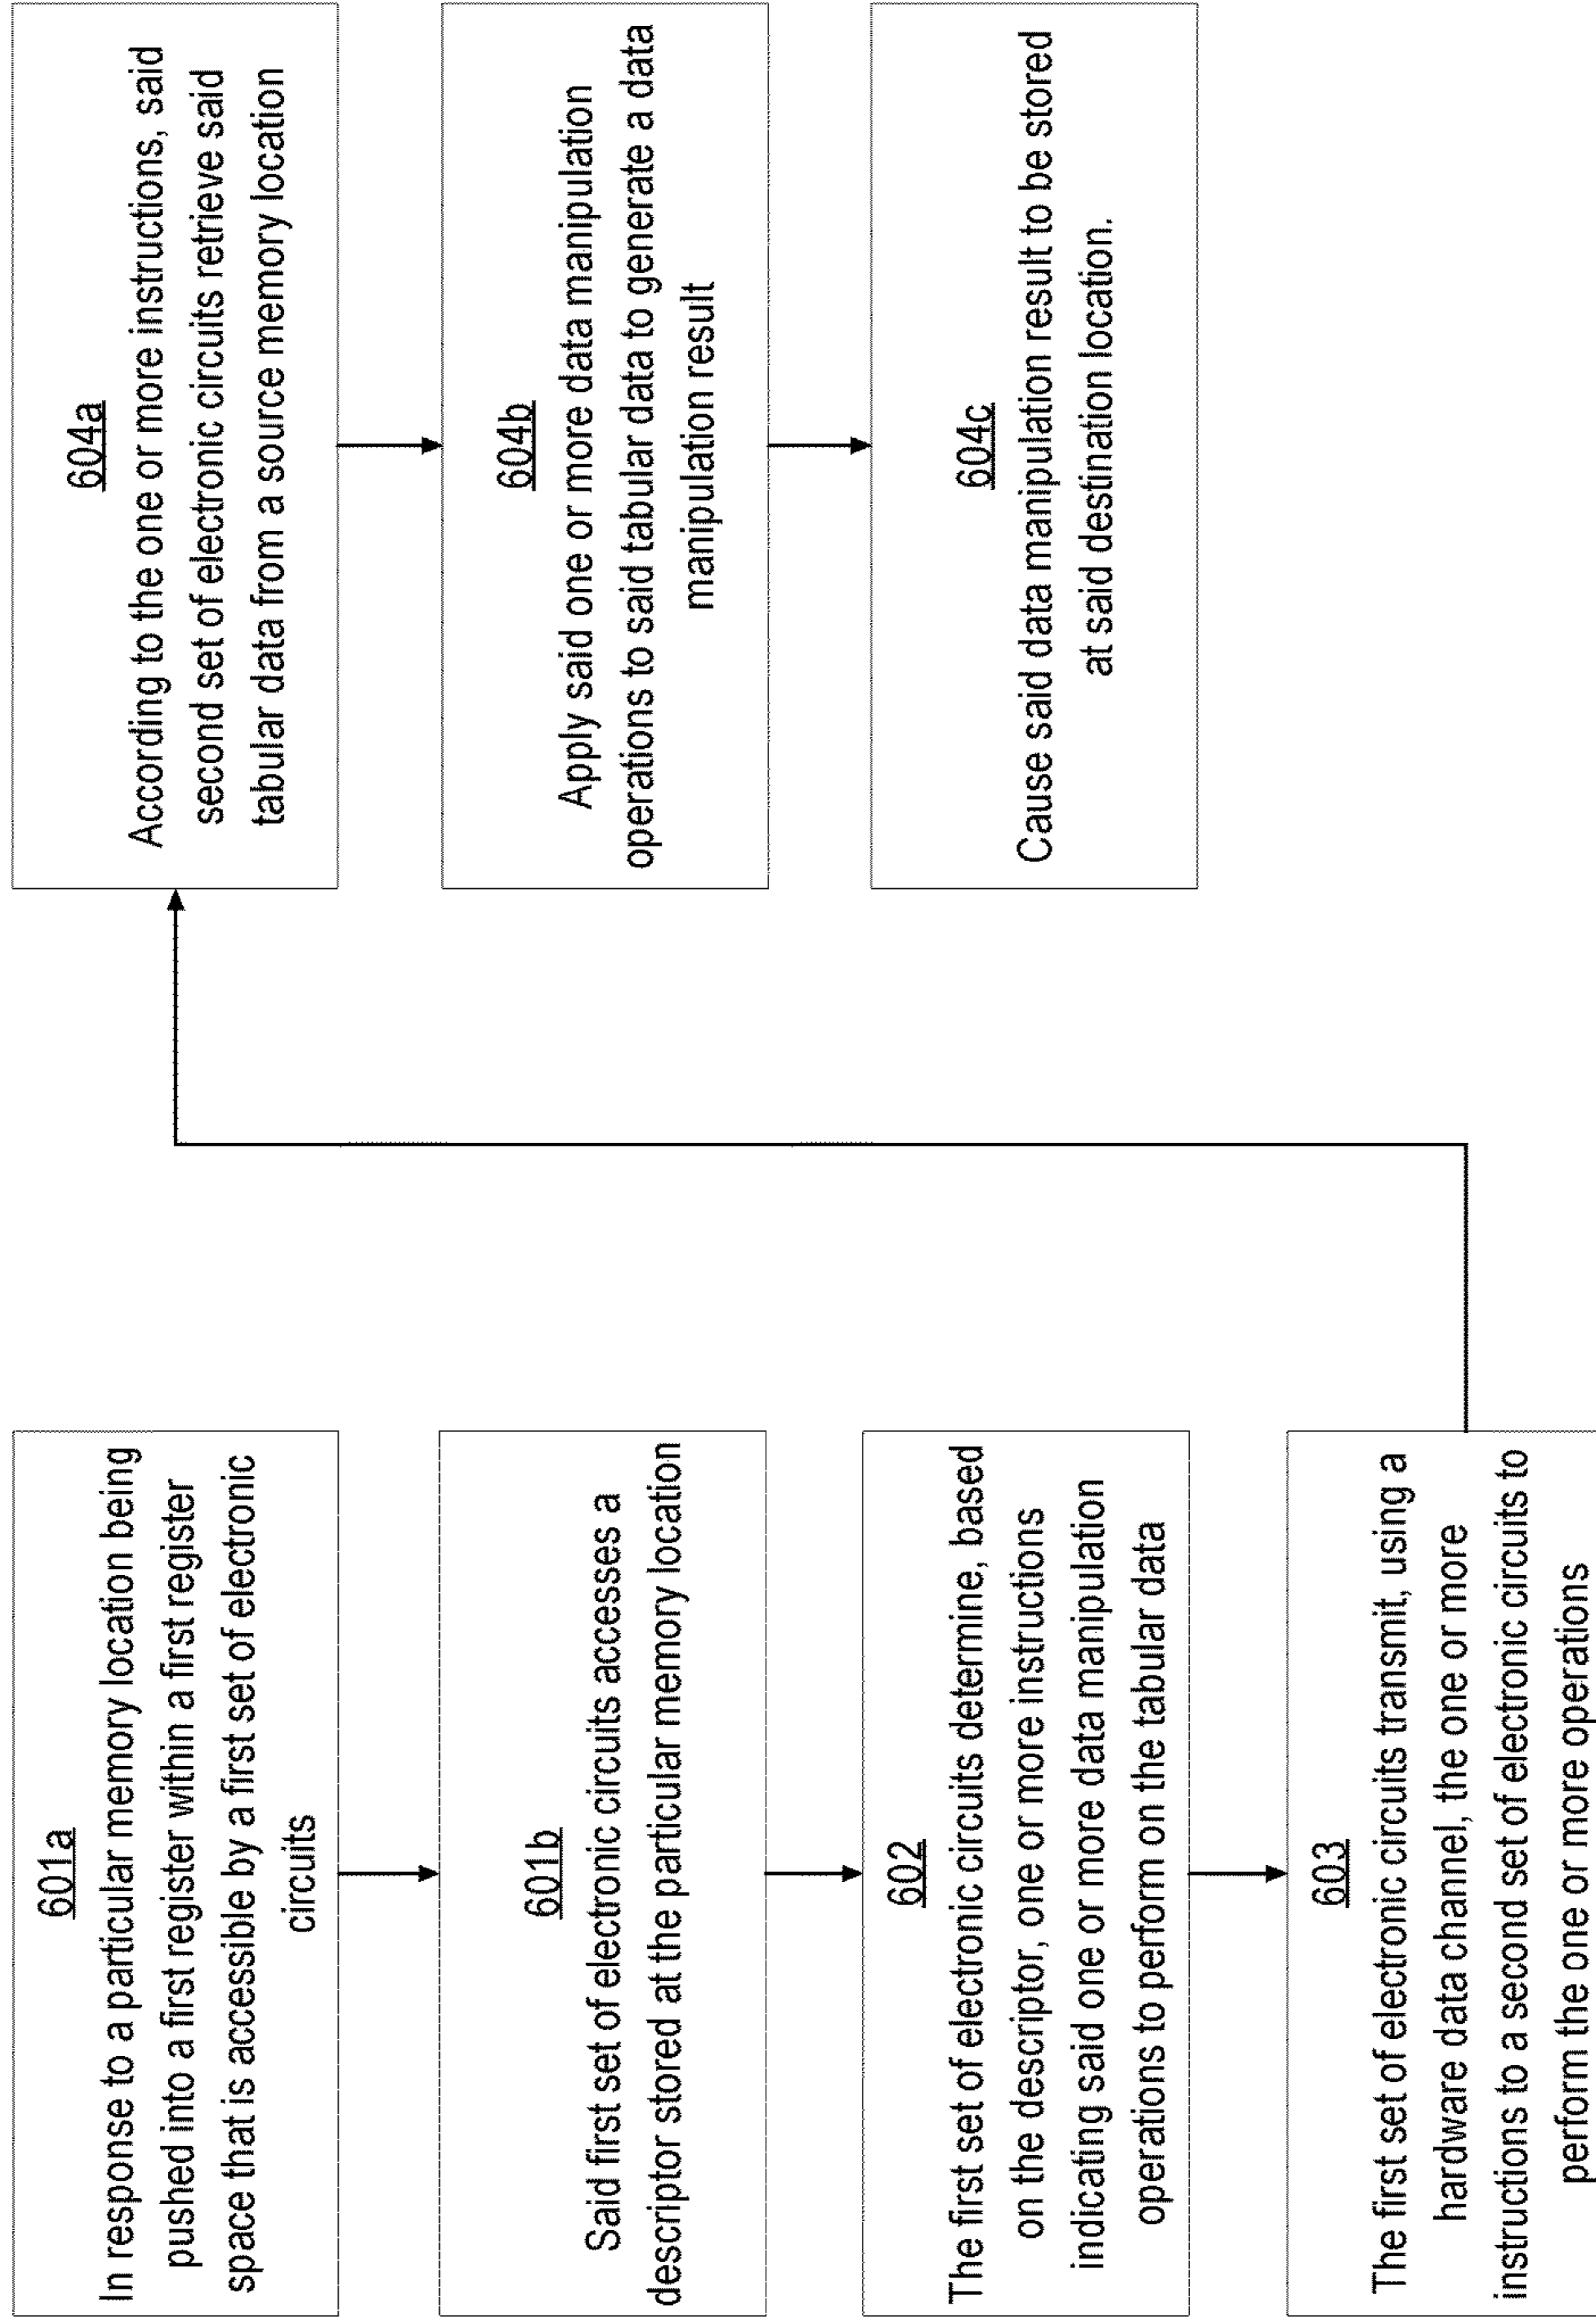 601a
In response to a particular memory location being
pushed into a first register within a first register
space that is accessible by a first set of electronic
circuits
601b
Said first set of electronic circuits accesses a
descriptor stored at the particular memory location
602
The first set of electronic circuits determine, based
on the descriptor, one or more instructions
indicating said one or more data manipulation
operations to perform on the tabular data
603
The first set of electronic circuits transmit, using a
hardware data channel, the one or more
instructions to a second set of electronic circuits to
perform the one or more operations
604a
According to the one or more instructions, said
second set of electronic circuits retrieve said
tabular data from a source memory location
604b
Apply said one or more data manipulation
operations to said tabular data to generate a data
manipulation result
604c
Cause said data manipulation result to be stored
at said destination location.